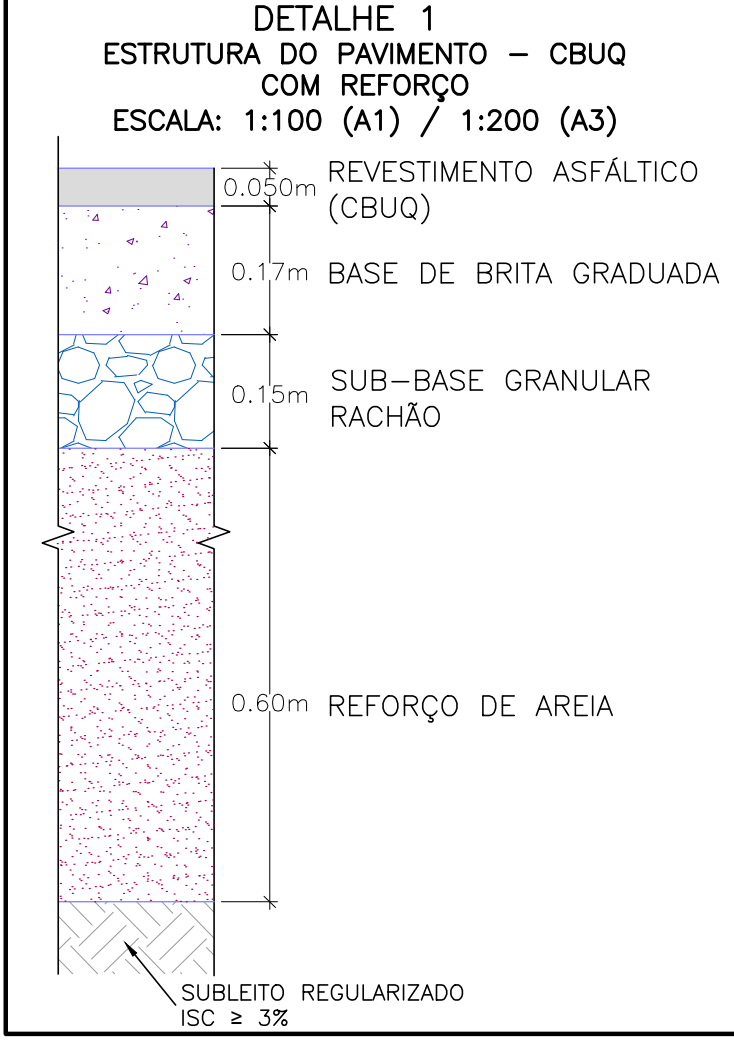 DETALHE 1
ESTRUTURA DO PAVIMENTO – CBUQ
COM REFORÇO
ESCALA: 1:100 (A1) / 1:200 (A3)
0.050m REVESTIMENTO ASFÁLTICO
(CBUQ)
0.17m BASE DE BRITA GRADUADA
0.15m SUB–BASE GRANULAR
RACHÃO
0.60m REFORÇO DE AREIA
SUBLEITO REGULARIZADO
ISC ≥ 3%